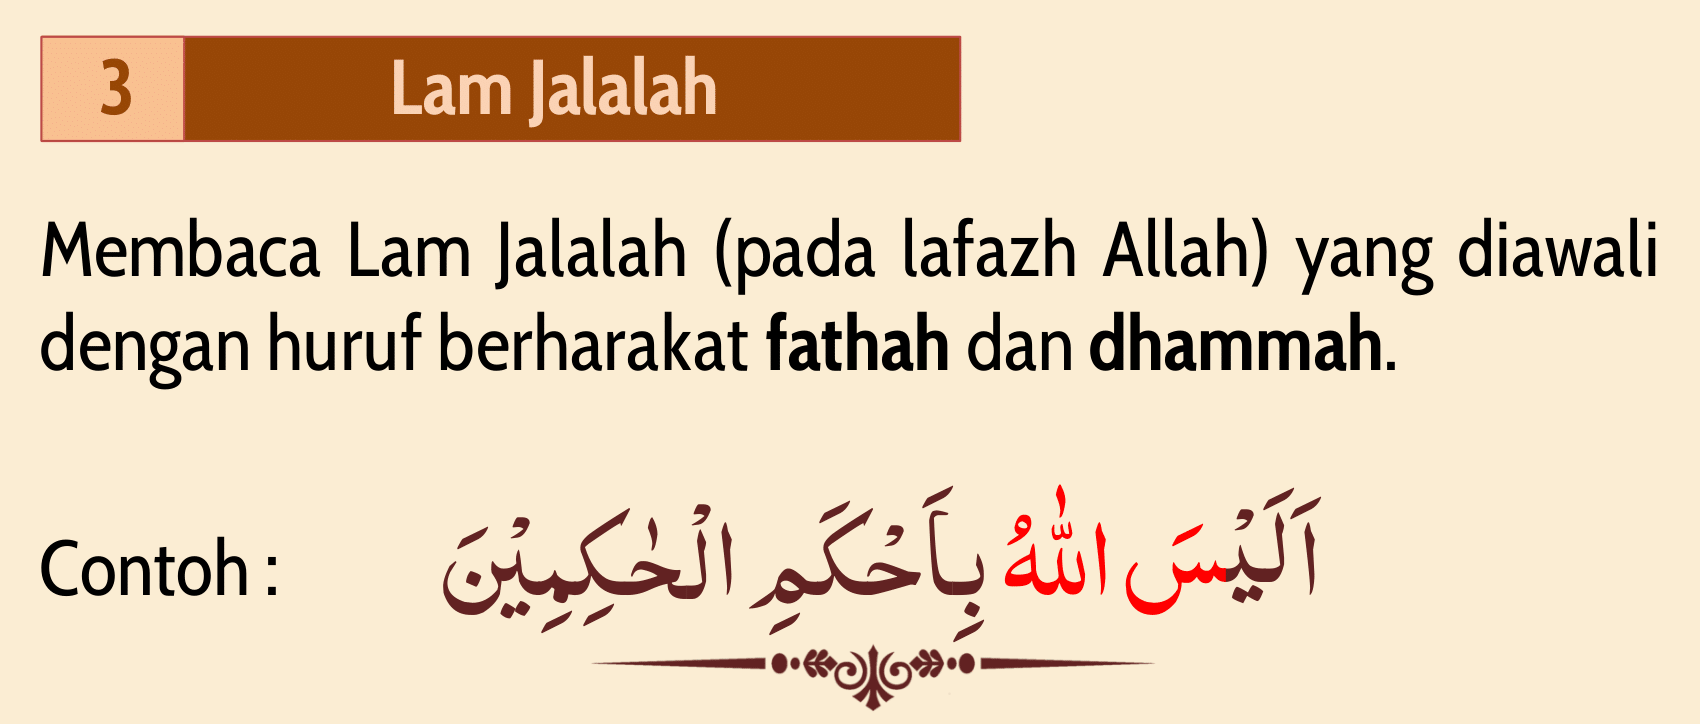 3 Lam Jalalah
Membaca Lam Jalalah (pada lafazh Allah) yang diawali
dengan huruf berharakat fathah dan dhammah.
Contoh : اَلَيْسَ اللّٰهُ بِاَحْكَمِ الْحٰكِمِيْنَ